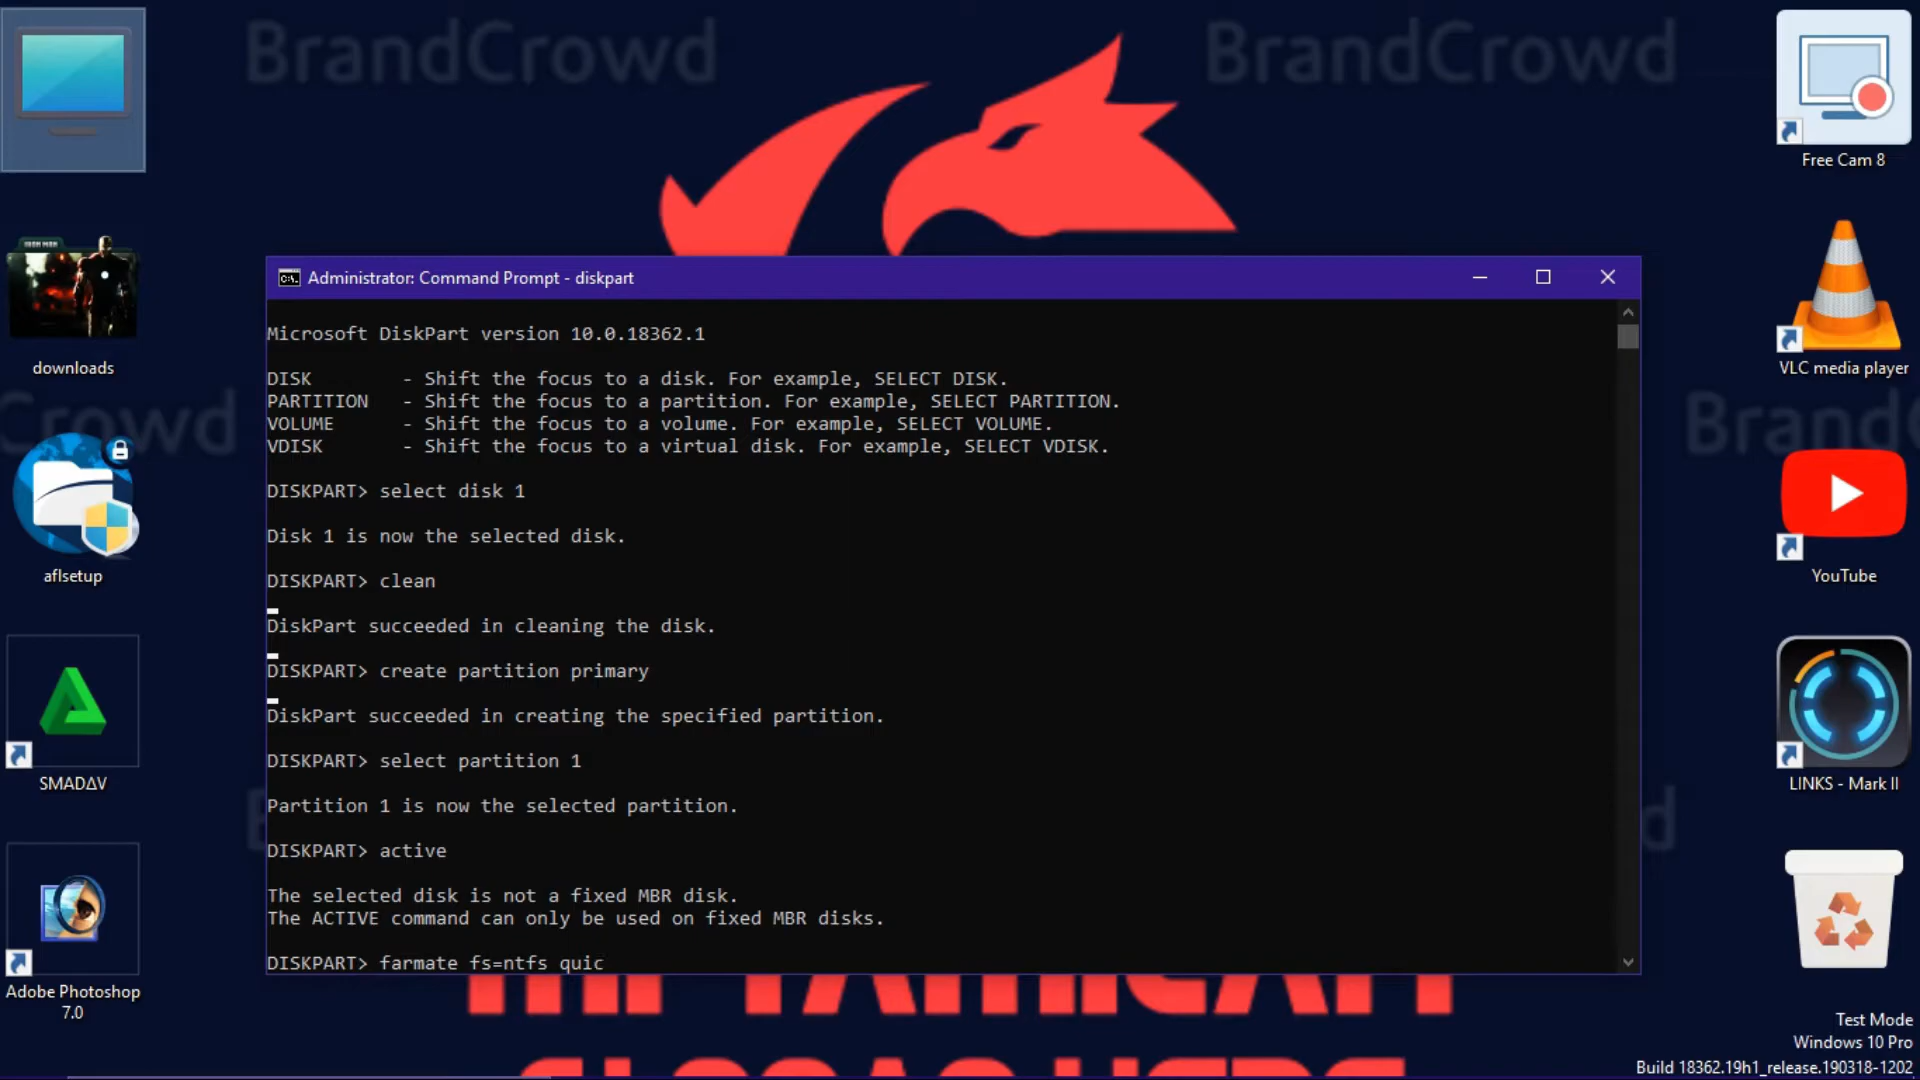 BrandCrowd
BrandCrowd
Free Cam 8
IRON MAN
downloads
VLC media player
Crowd
BrandC
aflsetup
YouTube
SMADΔV
LINKS - Mark II
Adobe Photoshop
7.0
Administrator: Command Prompt - diskpart
Microsoft DiskPart version 10.0.18362.1
DISK - Shift the focus to a disk. For example, SELECT DISK.
PARTITION - Shift the focus to a partition. For example, SELECT PARTITION.
VOLUME - Shift the focus to a volume. For example, SELECT VOLUME.
VDISK - Shift the focus to a virtual disk. For example, SELECT VDISK.
DISKPART> select disk 1
Disk 1 is now the selected disk.
DISKPART> clean
DiskPart succeeded in cleaning the disk.
DISKPART> create partition primary
DiskPart succeeded in creating the specified partition.
DISKPART> select partition 1
Partition 1 is now the selected partition.
DISKPART> active
The selected disk is not a fixed MBR disk.
The ACTIVE command can only be used on fixed MBR disks.
DISKPART> farmate fs=ntfs quic
Test Mode
Windows 10 Pro
Build 18362.19h1_release.190318-1202